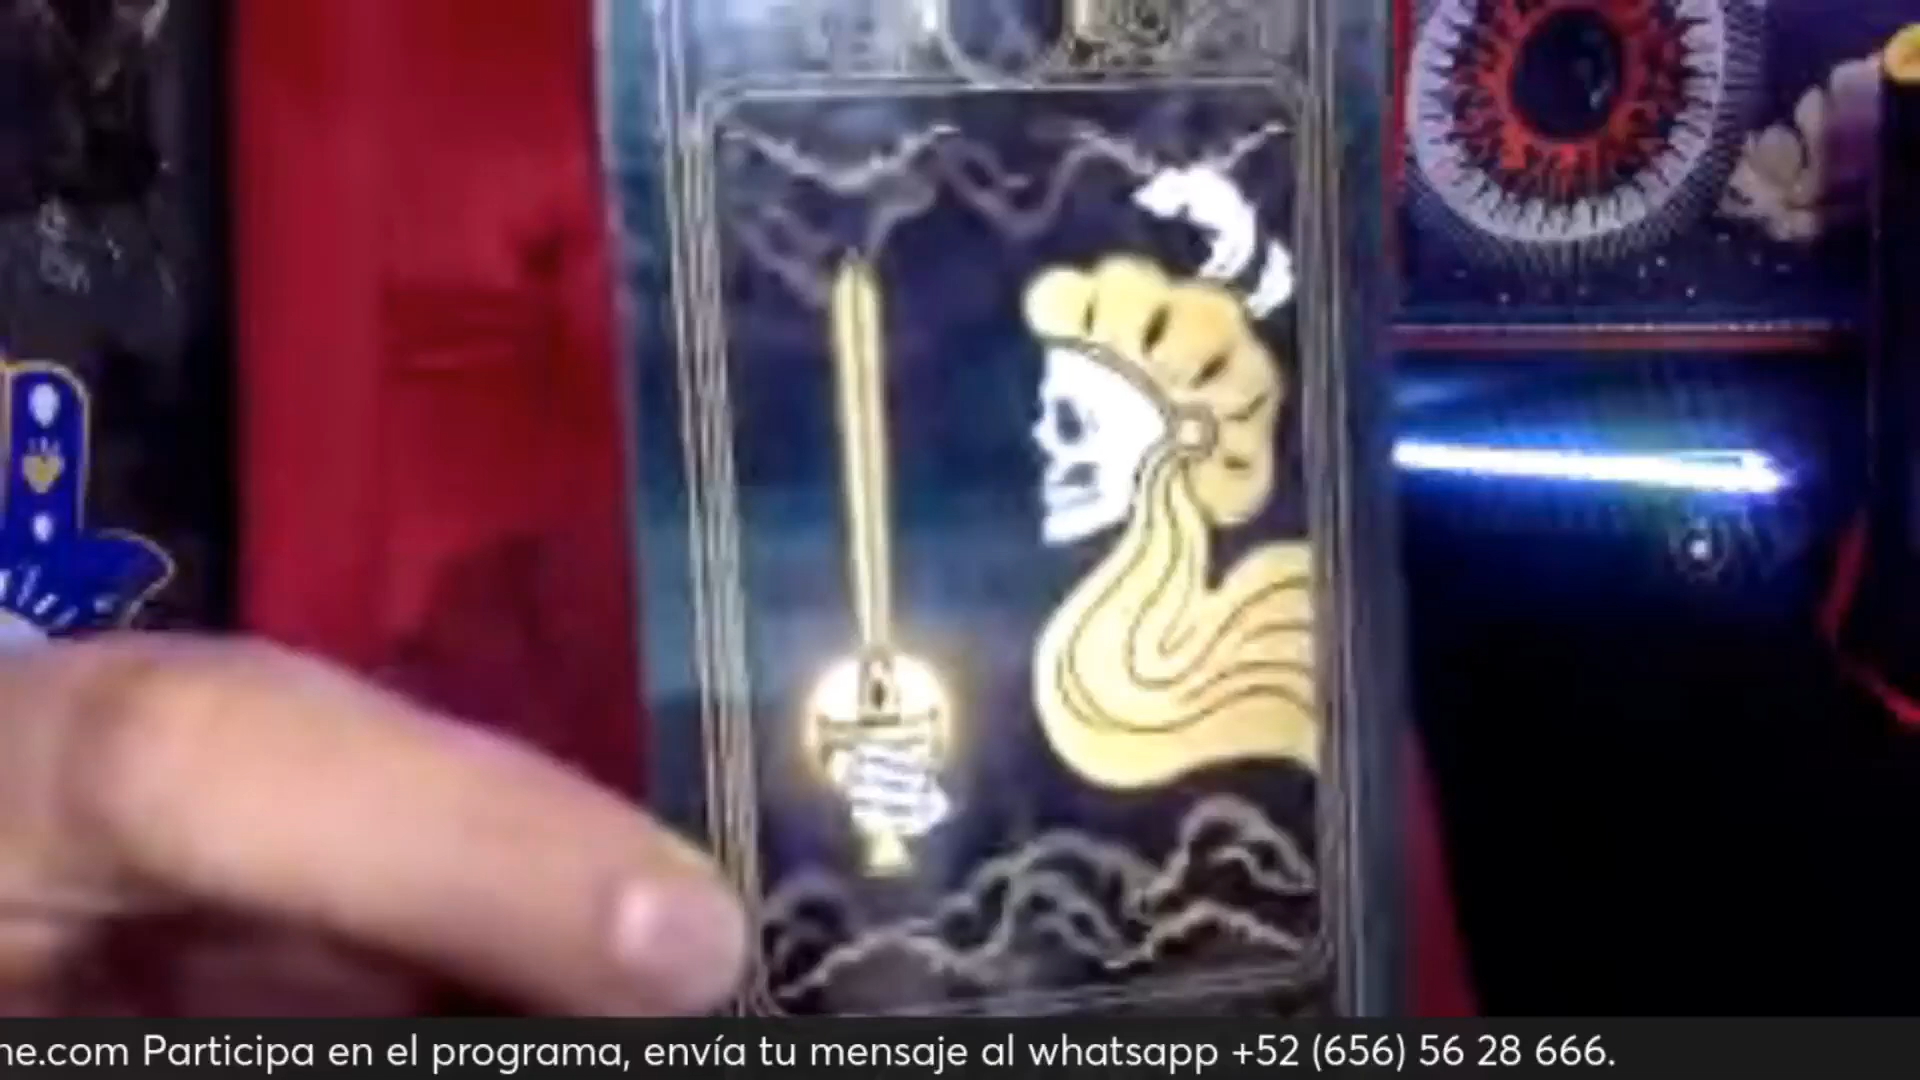 ne.com Participa en el programa, envía tu mensaje al whatsapp +52 (656) 56 28 666.